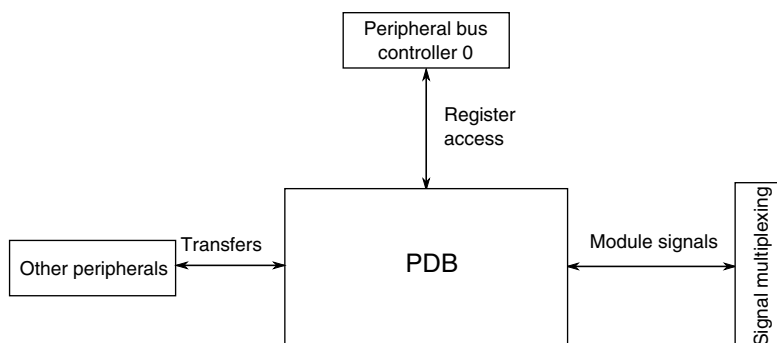 Peripheral bus
controller 0
Register
access
Transfers
Other peripherals
PDB
Module signals
Signal multiplexing